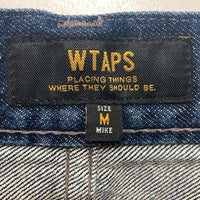 WTAPS
PLACING THINGS
WHERE THEY SHOULD BE.
SIZE
M
MIKE